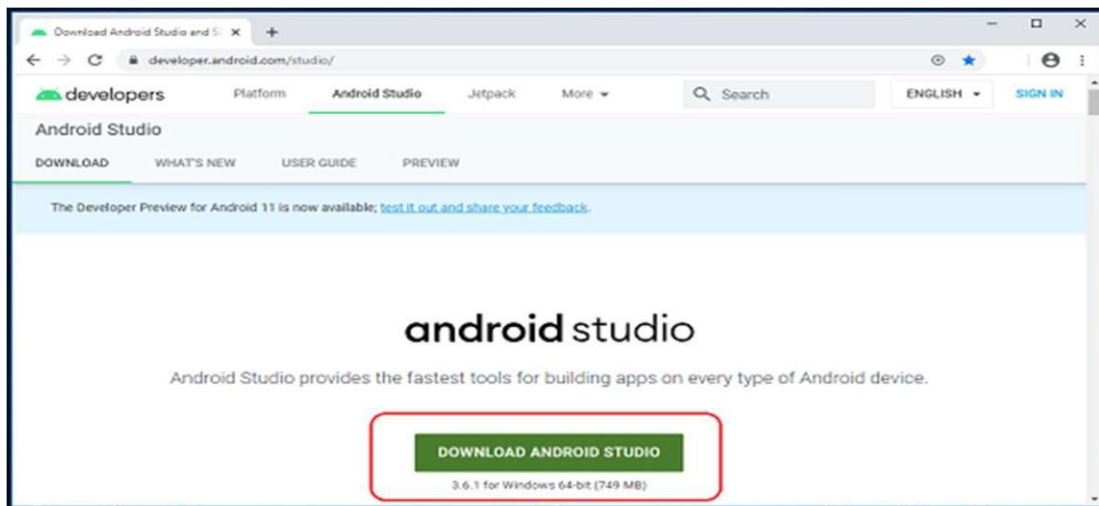 Download Android Studio and S
developer.android.com/studio/
developers Platform Android Studio Jetpack More Search ENGLISH SIGN IN
Android Studio
DOWNLOAD WHAT'S NEW USER GUIDE PREVIEW
The Developer Preview for Android 11 is now available; test it out and share your feedback.
android studio
Android Studio provides the fastest tools for building apps on every type of Android device.
DOWNLOAD ANDROID STUDIO
3.6.1 for Windows 64-bit (749 MB)